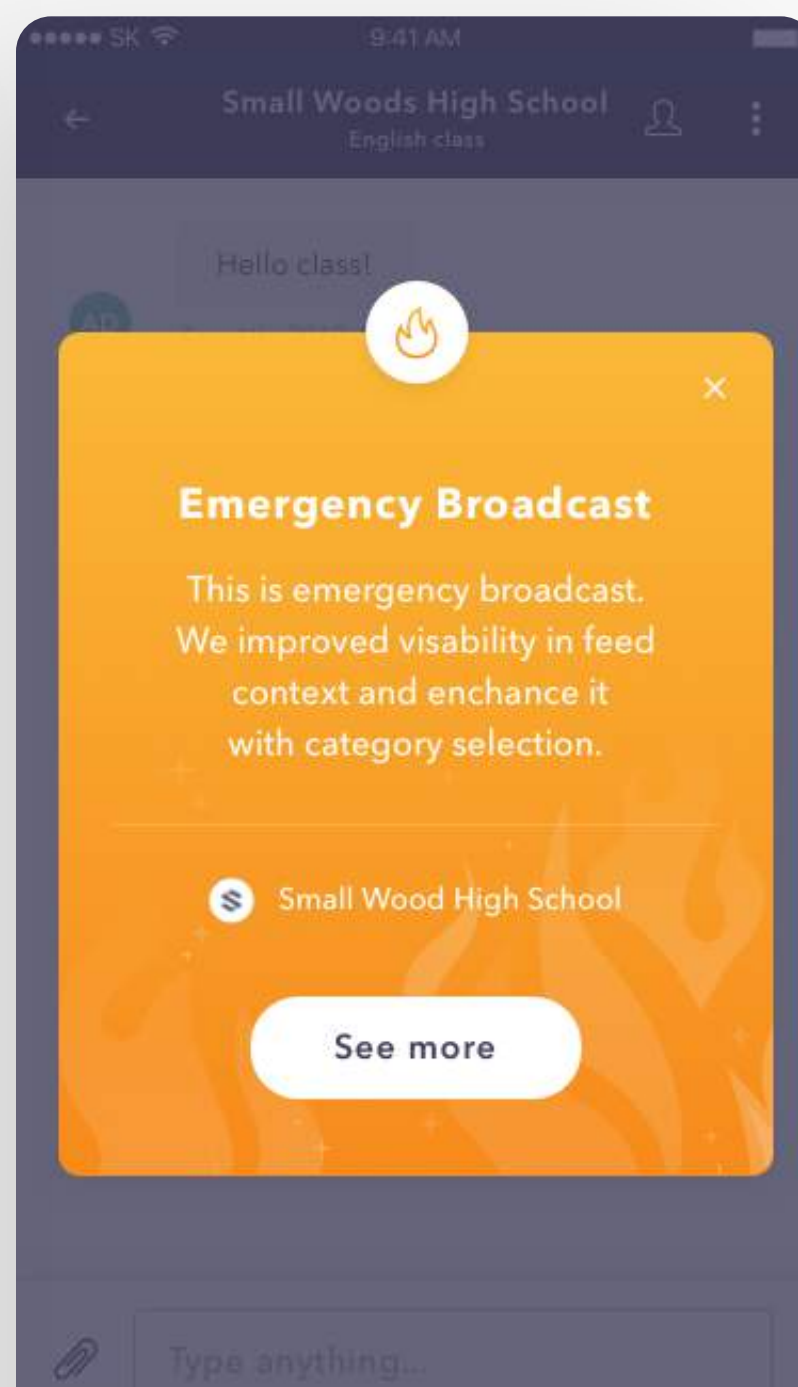 SK 9:41 AM
Small Woods High School
English class
Hello class!
AD
Emergency Broadcast
This is emergency broadcast.
We improved visability in feed
context and enchance it
with category selection.
Small Wood High School
See more
Type anything...